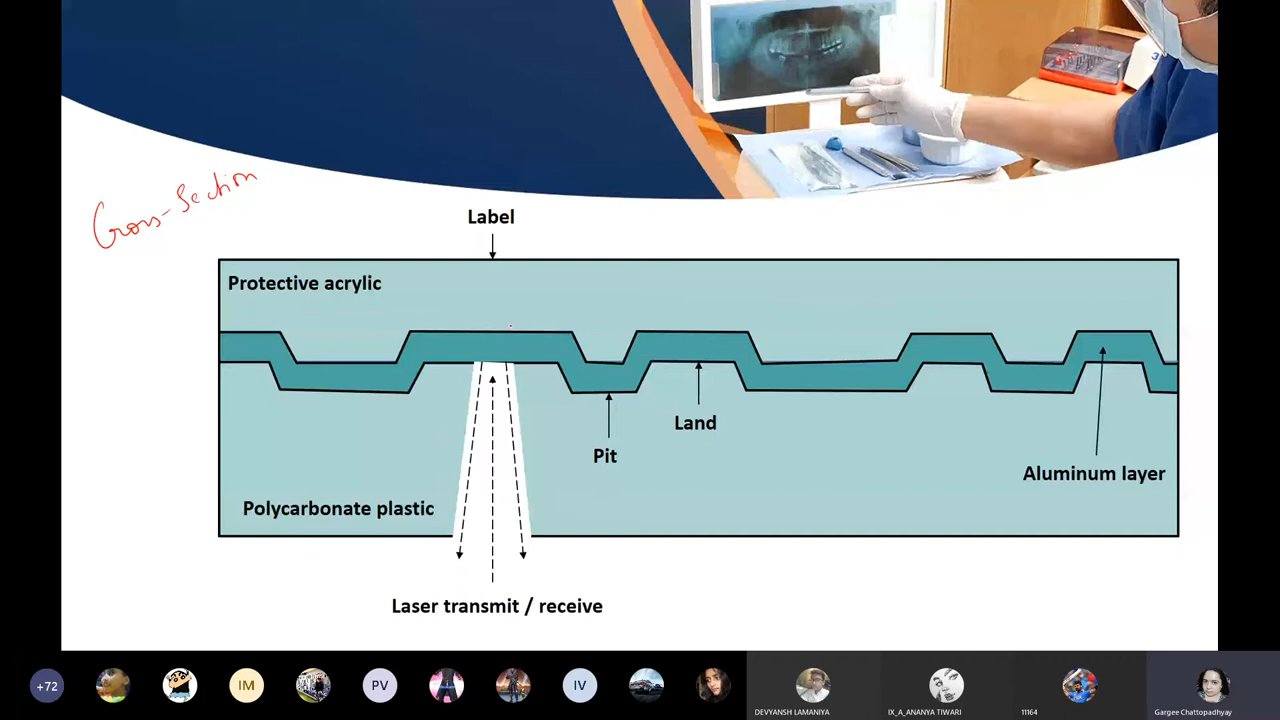 Cross-Section
Label
Protective acrylic
Land
Pit
Aluminum layer
Polycarbonate plastic
Laser transmit / receive
+72
IM
PV
IV
DEVYANSH LAMANIYA
IX_A_ANANYA TIWARI
11164
Gargee Chattopadhyay